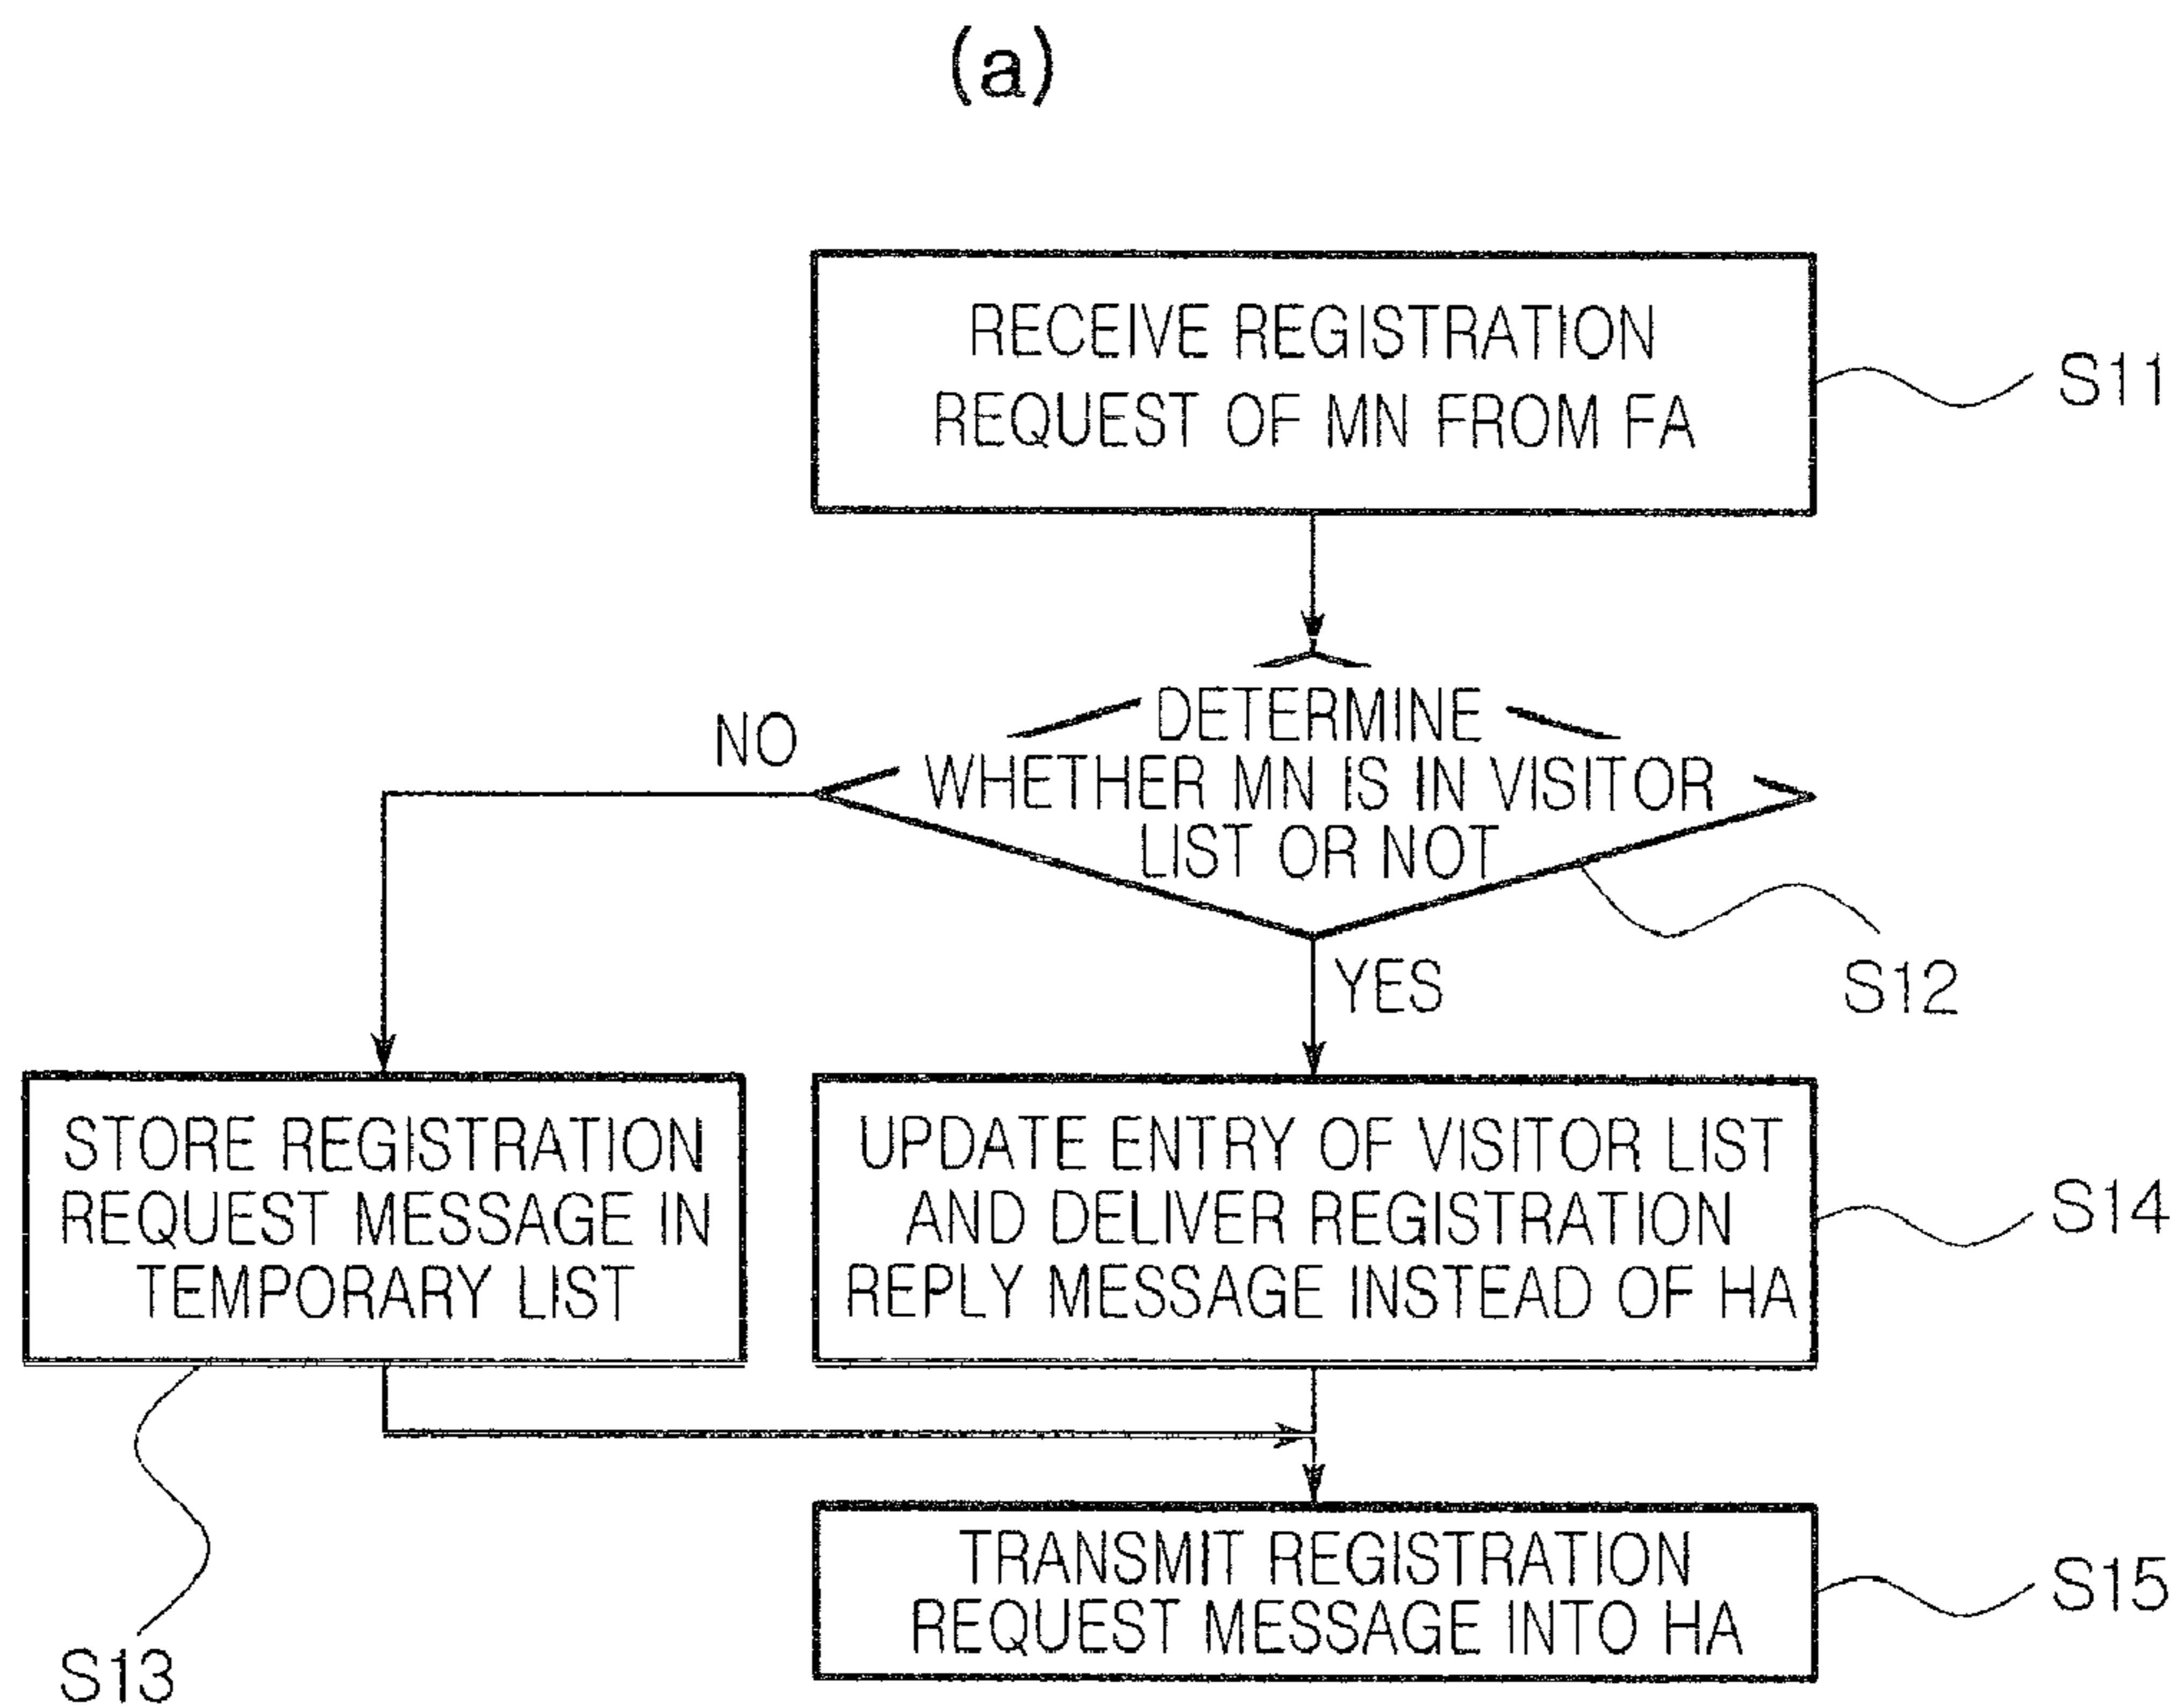 (a)
RECEIVE REGISTRATION
REQUEST OF MN FROM FA
S11
DETERMINE
WHETHER MN IS IN VISITOR
LIST OR NOT
NO
YES
S12
STORE REGISTRATION
REQUEST MESSAGE IN
TEMPORARY LIST
S13
UPDATE ENTRY OF VISITOR LIST
AND DELIVER REGISTRATION
REPLY MESSAGE INSTEAD OF HA
S14
TRANSMIT REGISTRATION
REQUEST MESSAGE INTO HA
S15